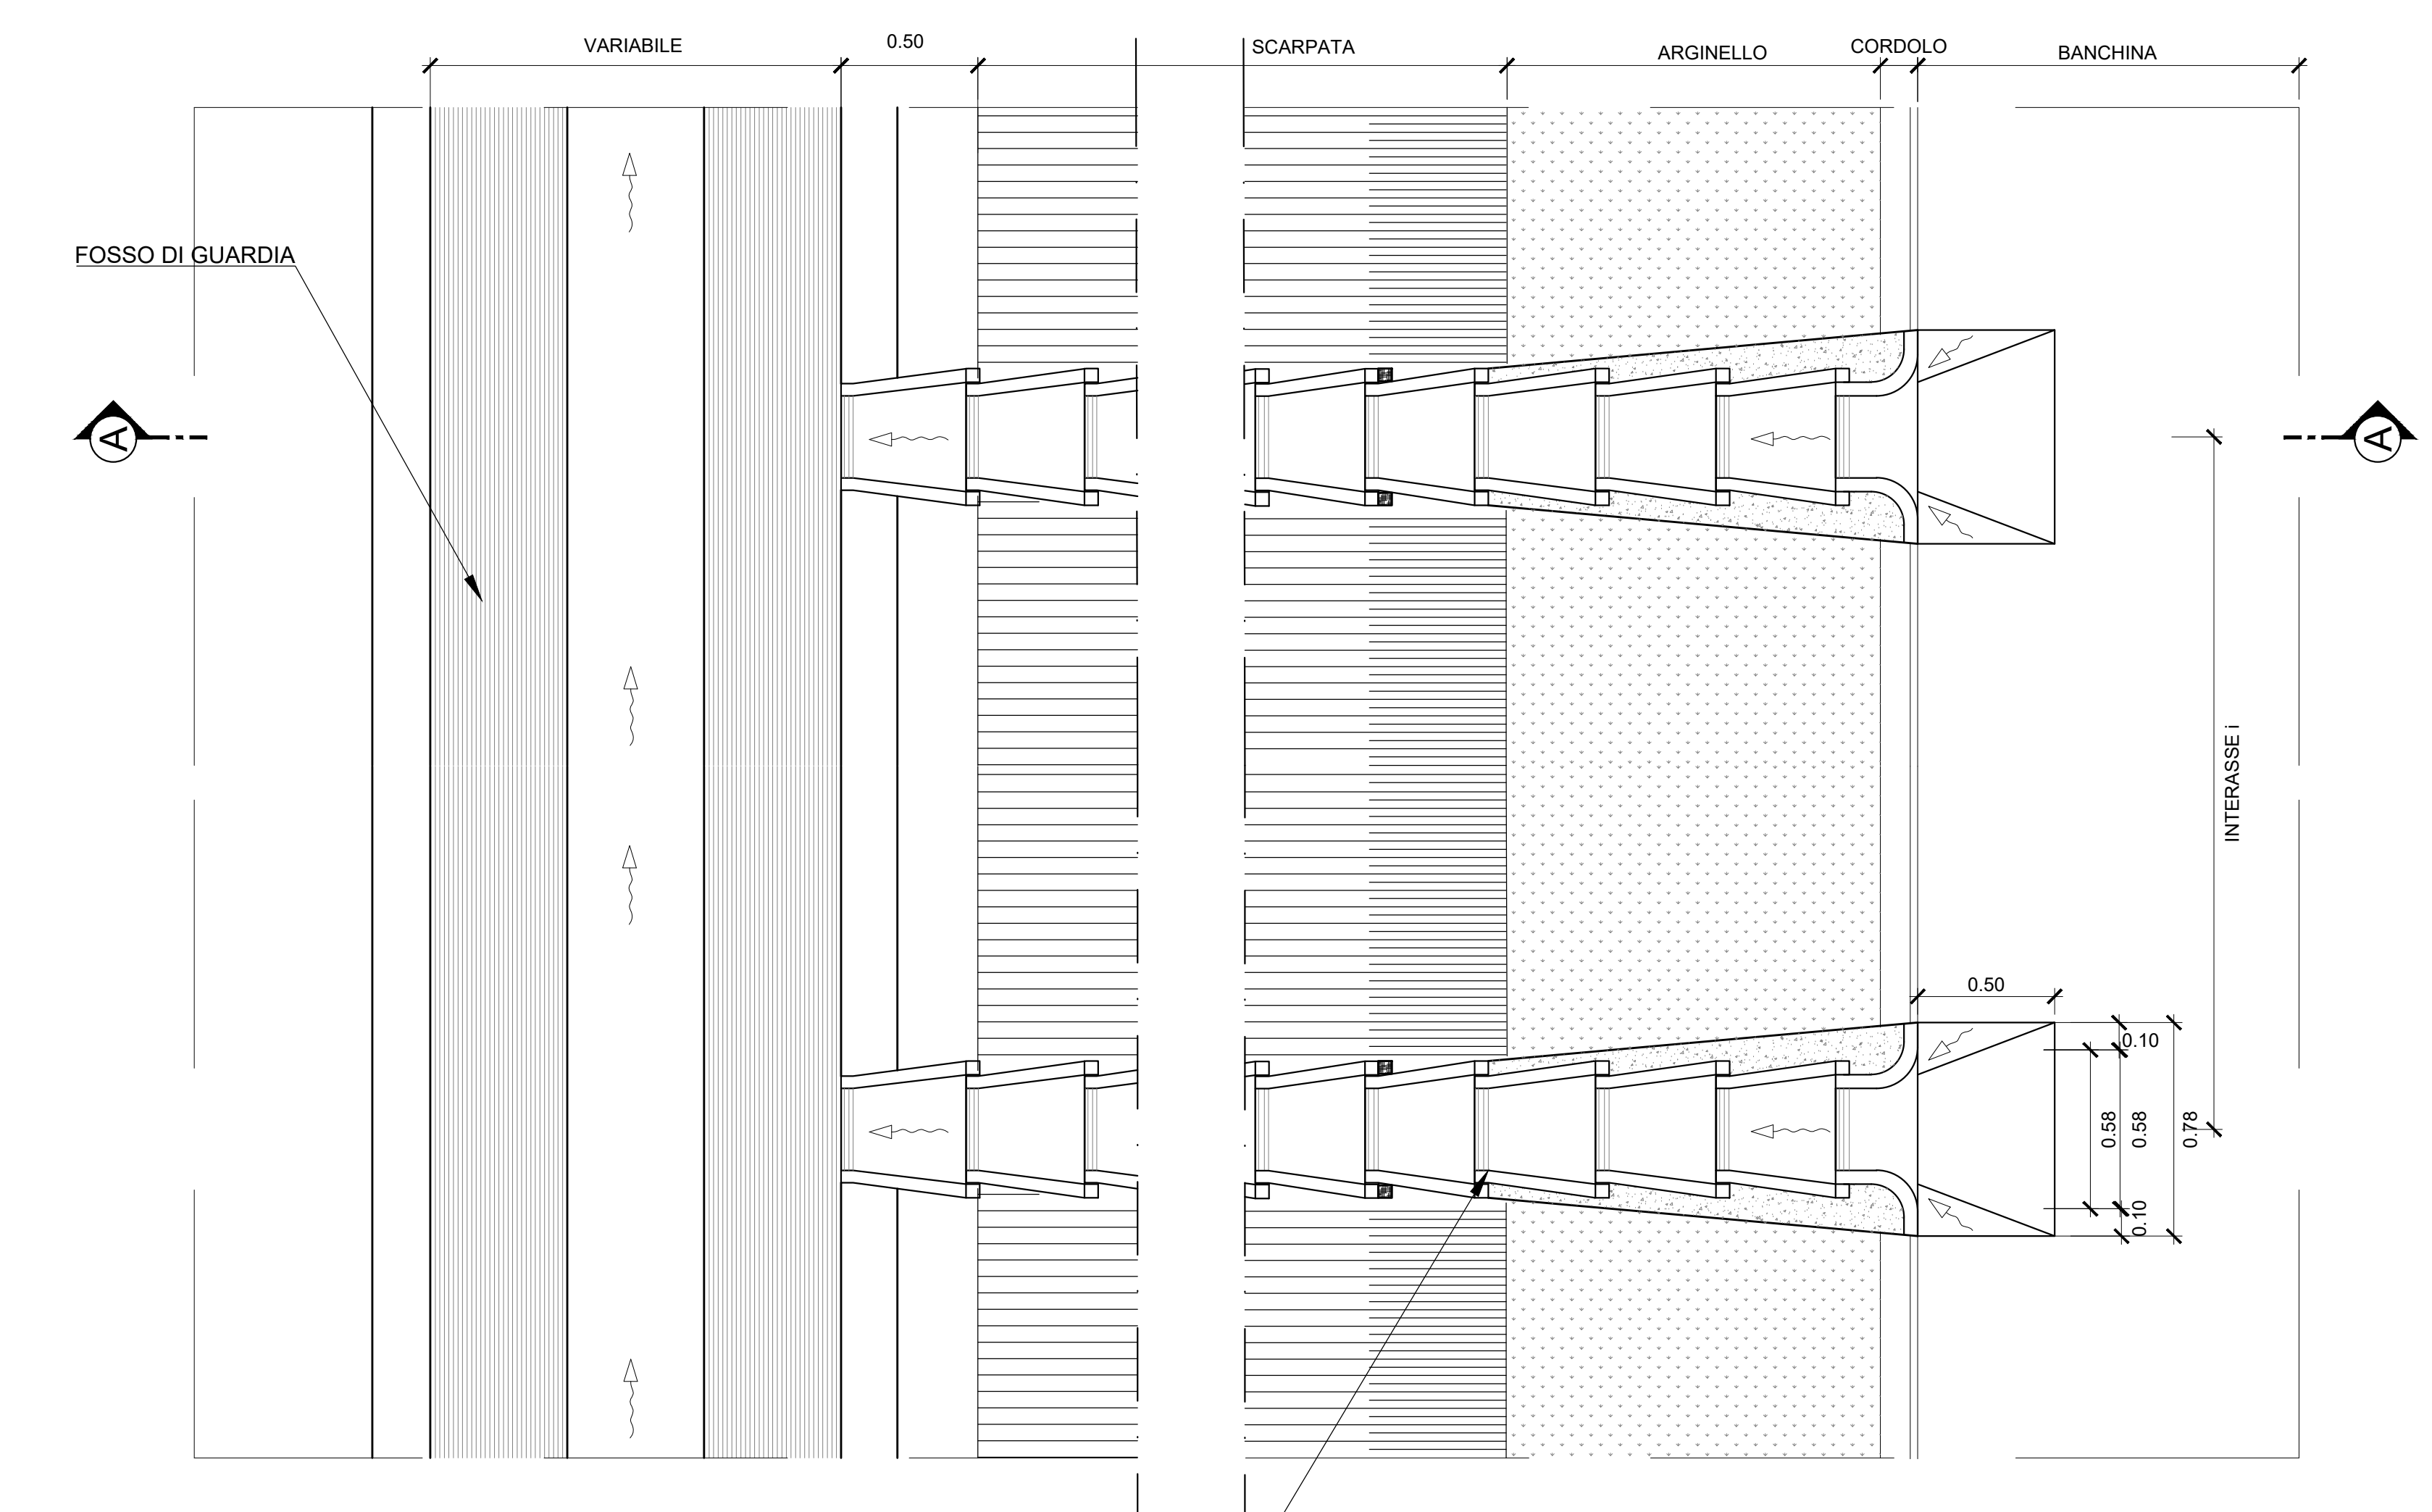 VARIABILE
0.50
SCARPATA
ARGINELLO
CORDOLO
BANCHINA
FOSSO DI GUARDIA
A
A
INTERASSE i
0.50
0.10
0.58
0.58
0.78
0.10